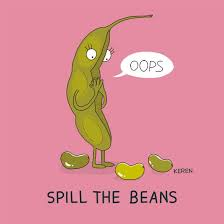 OOPS
KEREN.
SPILL THE BEANS